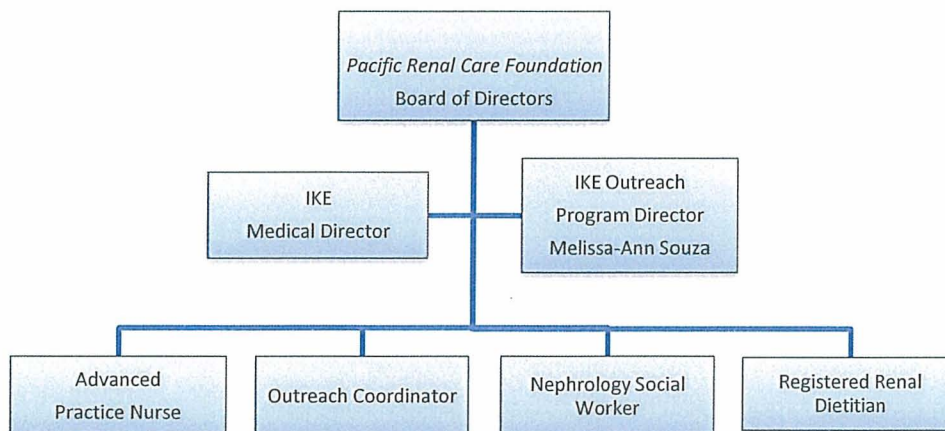 Pacific Renal Care Foundation
Board of Directors
IKE
Medical Director
IKE Outreach
Program Director
Melissa-Ann Souza
Advanced
Practice Nurse
Outreach Coordinator
Nephrology Social
Worker
Registered Renal
Dietitian